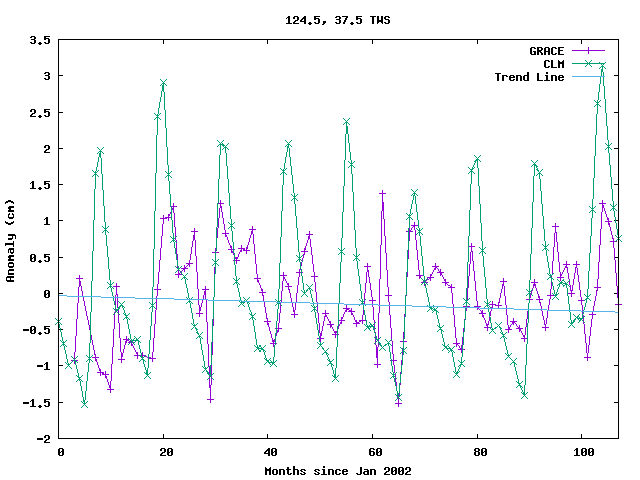 124.5, 37.5 TWS
GRACE
CLM
Trend Line
3.5
3
2.5
2
1.5
1
0.5
0
-0.5
-1
-1.5
-2
Anomaly (cm)
0 20 40 60 80 100
Months since Jan 2002